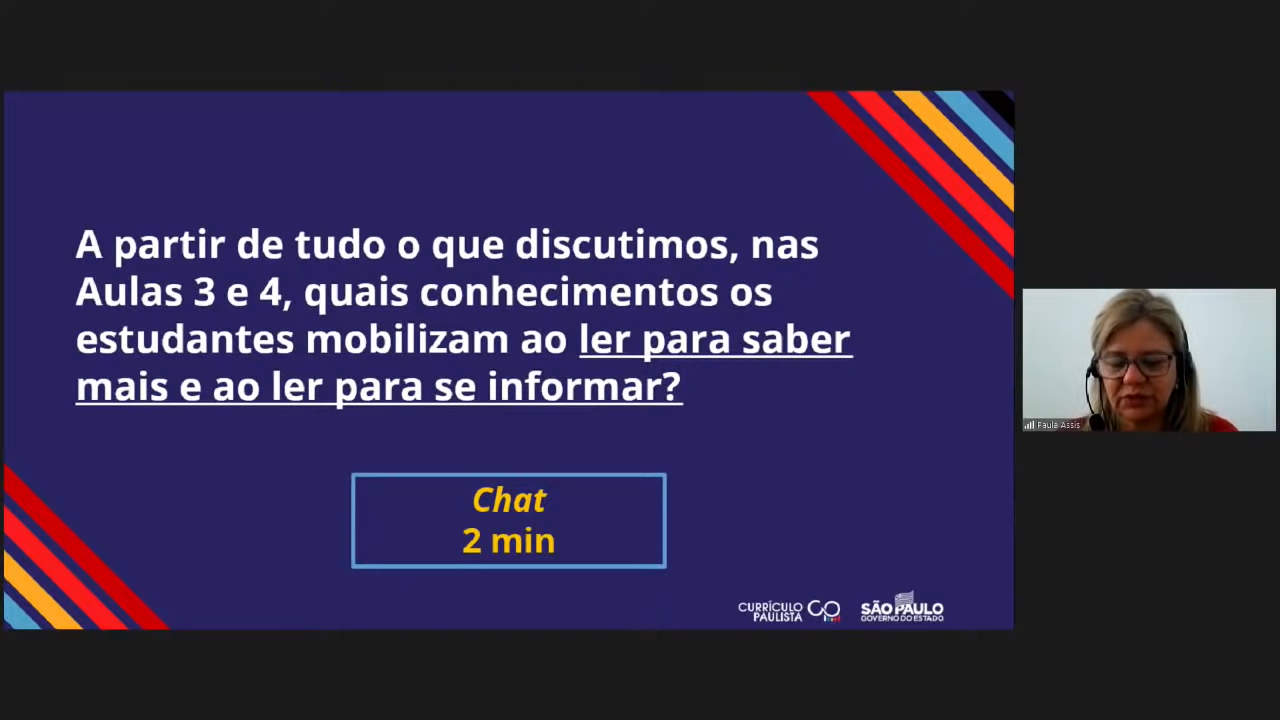 A partir de tudo o que discutimos, nas
Aulas 3 e 4, quais conhecimentos os
estudantes mobilizam ao ler para saber
mais e ao ler para se informar?
Chat
2 min
CURRÍCULO
PAULISTA
SÃO PAULO
GOVERNO DO ESTADO
Paula Assis